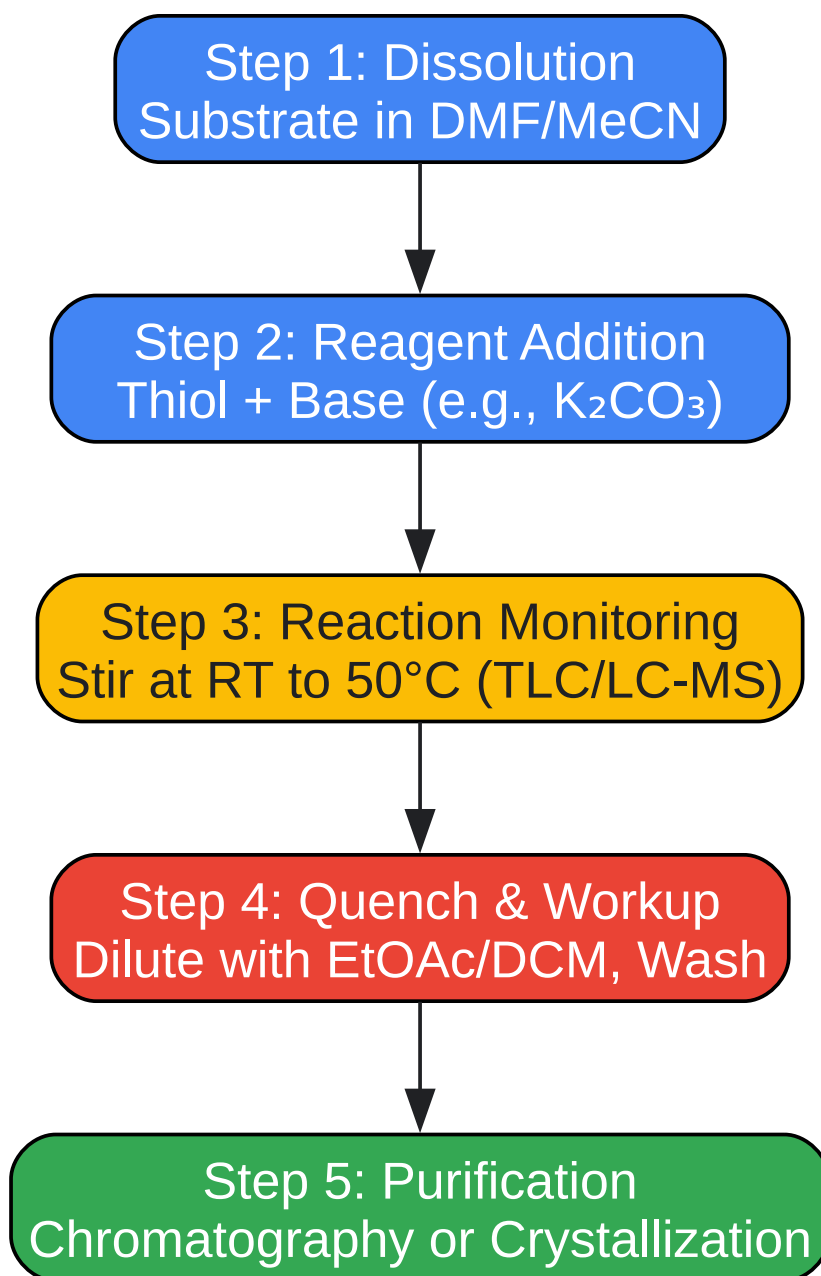 Step 1: Dissolution
Substrate in DMF/MeCN
Step 2: Reagent Addition
Thiol + Base (e.g., K₂CO₃)
Step 3: Reaction Monitoring
Stir at RT to 50°C (TLC/LC-MS)
Step 4: Quench & Workup
Dilute with EtOAc/DCM, Wash
Step 5: Purification
Chromatography or Crystallization